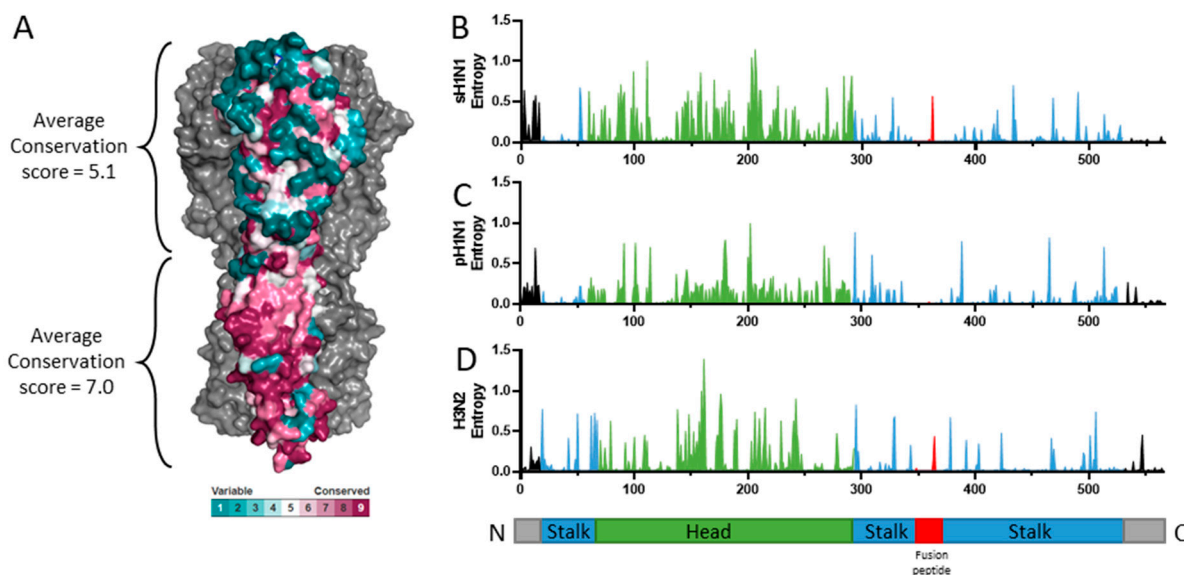 A
Average
Conservation
score = 5.1
Average
Conservation
score = 7.0
Variable Conserved
1 2 3 4 5 6 7 8 9
B
sH1N1
Entropy
1.5
1.0
0.5
0.0
0 100 200 300 400 500
C
pH1N1
Entropy
1.5
1.0
0.5
0.0
0 100 200 300 400 500
D
H3N2
Entropy
1.5
1.0
0.5
0.0
0 100 200 300 400 500
N Stalk Head Stalk Stalk C
Fusion
peptide